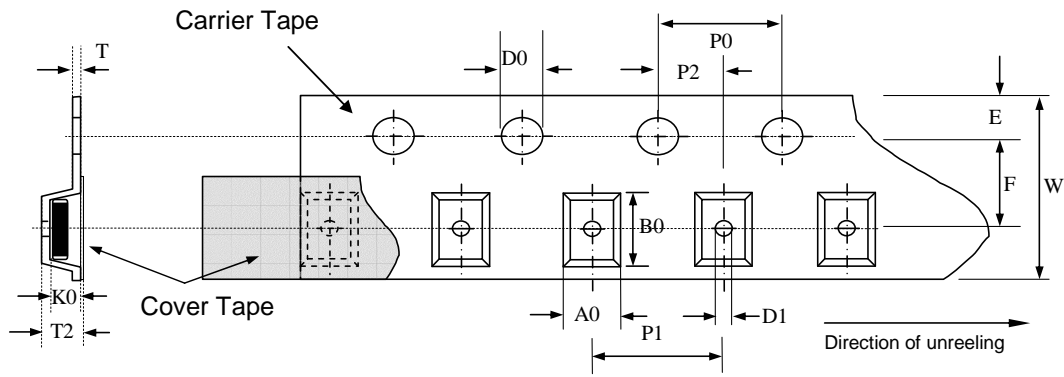 Carrier Tape
T
D0
P0
P2
E
F
W
B0
K0
Cover Tape
T2
A0
D1
P1
Direction of unreeling